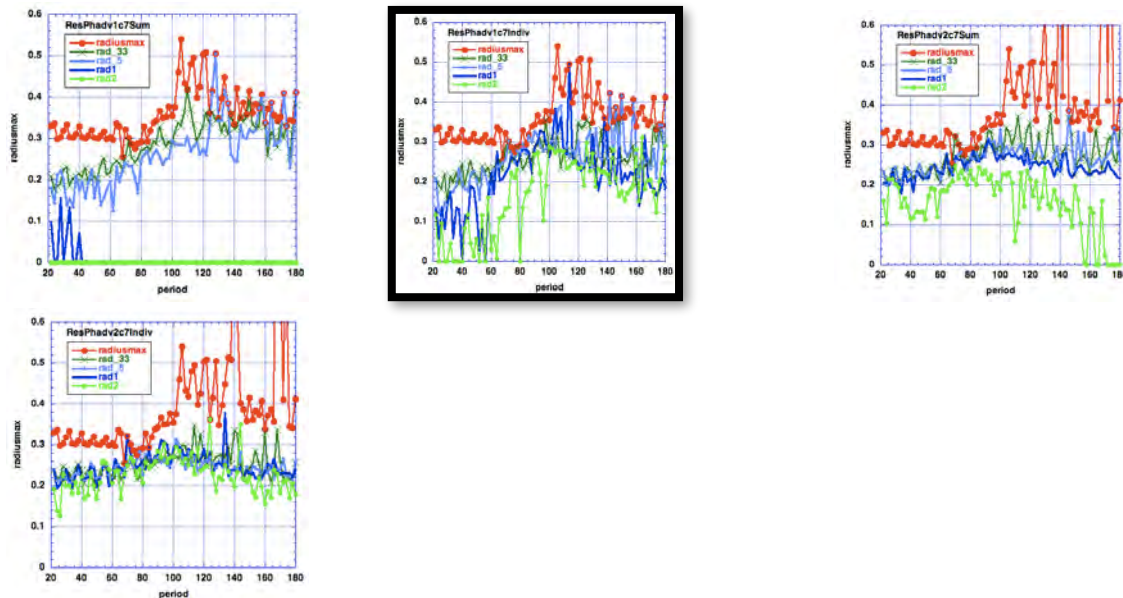 0.6
ResPhadv1c7Sum
radiusmax
rad_33
rad_5
rad1
rad2
0.5
0.4
0.3
0.2
0.1
0
radiusmax
20 40 60 80 100 120 140 160 180
period
0.6
ResPhadv1c7Indiv
radiusmax
rad_33
rad_5
rad1
rad2
0.5
0.4
0.3
0.2
0.1
0
radiusmax
20 40 60 80 100 120 140 160 180
period
0.6
ResPhadv2c7Sum
radiusmax
rad_33
rad_5
rad1
rad2
0.5
0.4
0.3
0.2
0.1
0
radiusmax
20 40 60 80 100 120 140 160 180
period
0.6
ResPhadv2c7Indiv
radiusmax
rad_33
rad_5
rad1
rad2
0.5
0.4
0.3
0.2
0.1
0
radiusmax
20 40 60 80 100 120 140 160 180
period